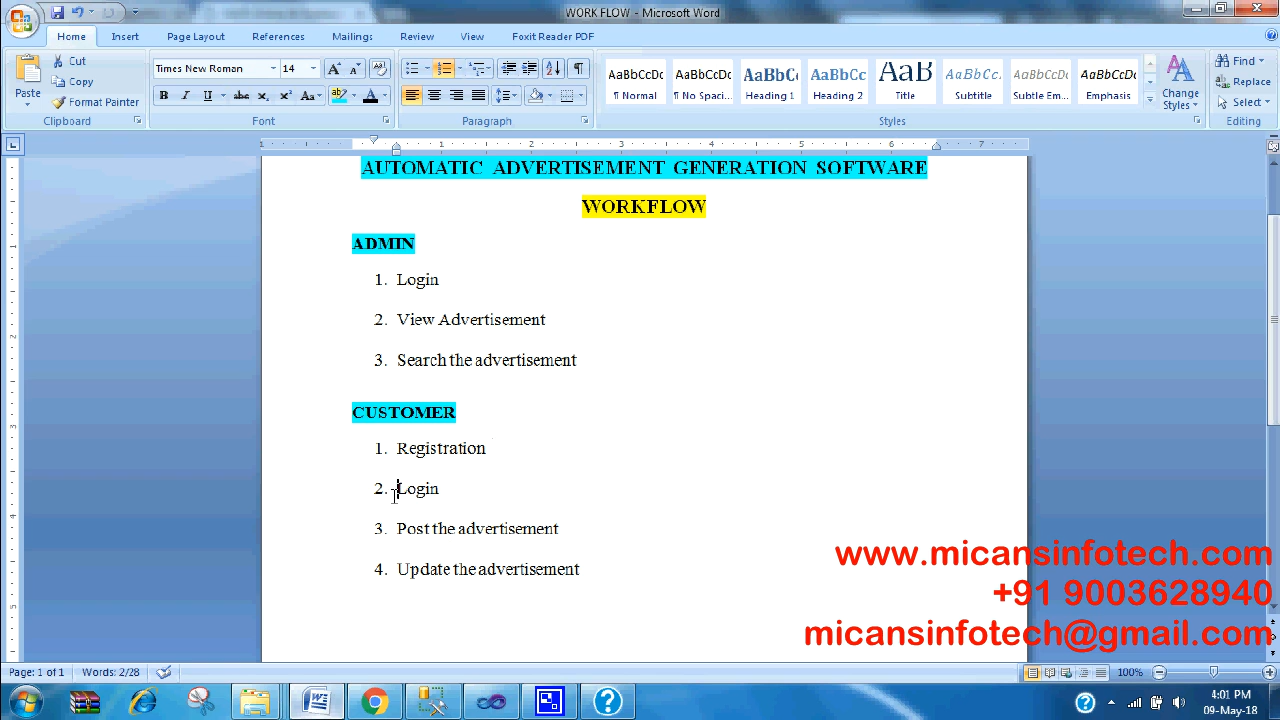 WORK FLOW - Microsoft Word
Home Insert Page Layout References Mailings Review View Foxit Reader PDF
Paste Cut Copy Format Painter Clipboard
Times New Roman 14 Font
Paragraph
AaBbCcDc AaBbCcDc AaBbCc AaBbCc AaB AaBbCc. AaBbCcDc AaBbCcDc
¶ Normal ¶ No Spaci... Heading 1 Heading 2 Title Subtitle Subtle Em... Emphasis
Change Styles
Styles
Find
Replace
Select
Editing
AUTOMATIC ADVERTISEMENT GENERATION SOFTWARE
WORKFLOW
ADMIN
1. Login
2. View Advertisement
3. Search the advertisement
CUSTOMER
1. Registration
2. Login
3. Post the advertisement
4. Update the advertisement
www.micansinfotech.com
+91 9003628940
micansinfotech@gmail.com
Page: 1 of 1 Words: 2/28 100%
4:01 PM
09-May-18